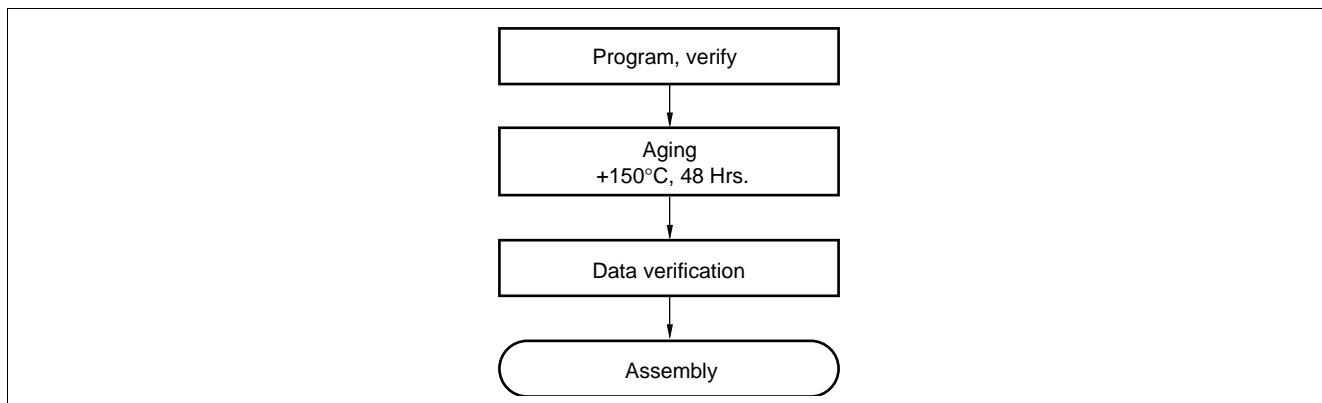 Program, verify
Aging
+150°C, 48 Hrs.
Data verification
Assembly